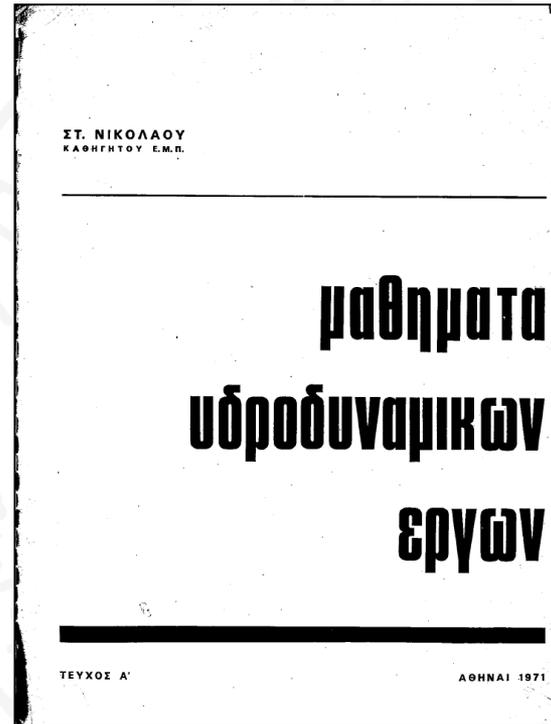 ΣΤ. ΝΙΚΟΛΑΟΥ
ΚΑΘΗΓΗΤΟΥ Ε.Μ.Π.
μαθηματα
υδροδυναμικων
εργων
ΤΕΥΧΟΣ Α'
ΑΘΗΝΑΙ 1971